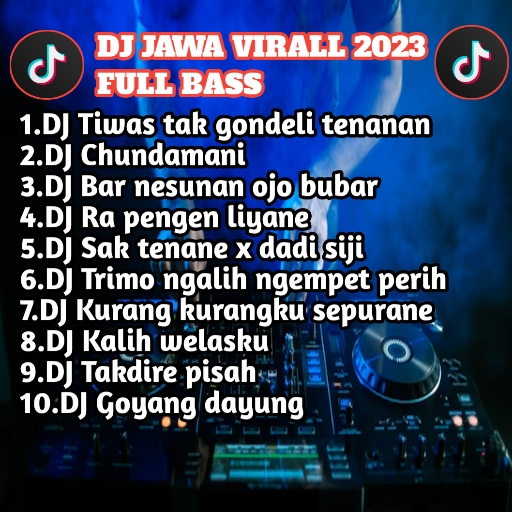 DJ JAWA VIRALL 2023
FULL BASS
1.DJ Tiwas tak gondeli tenanan
2.DJ Chundamani
3.DJ Bar nesunan ojo bubar
4.DJ Ra pengen liyane
5.DJ Sak tenane x dadi siji
6.DJ Trimo ngalih ngempet perih
7.DJ Kurang kurangku sepurane
8.DJ Kalih welasku
9.DJ Takdire pisah
10.DJ Goyang dayung